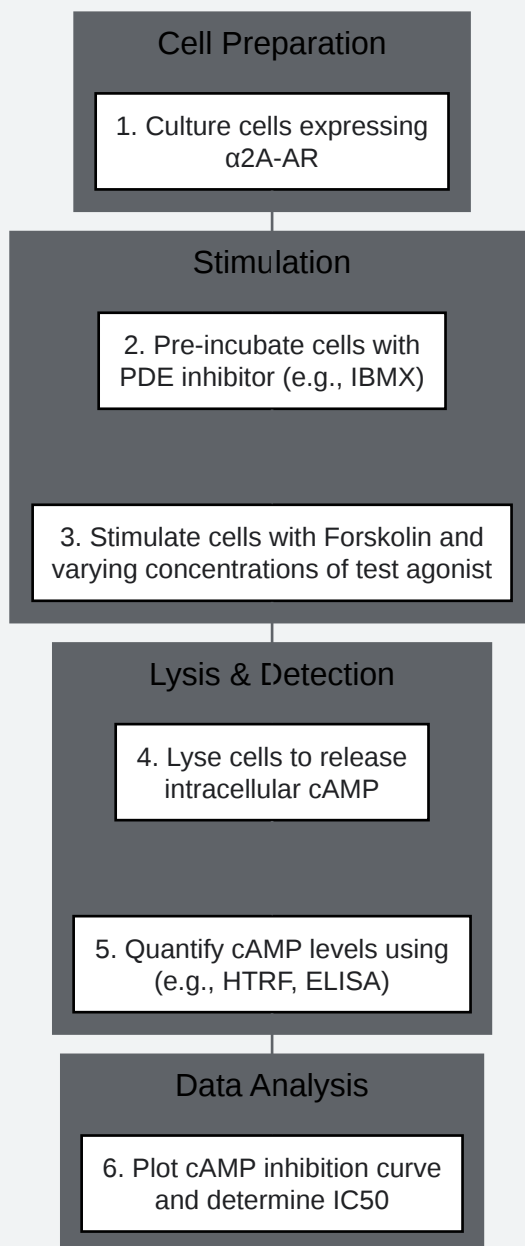 Cell Preparation
1. Culture cells expressing
α2A-AR
Stimulation
2. Pre-incubate cells with
PDE inhibitor (e.g., IBMX)
3. Stimulate cells with Forskolin and
varying concentrations of test agonist
Lysis & Detection
4. Lyse cells to release
intracellular cAMP
5. Quantify cAMP levels using
(e.g., HTRF, ELISA)
Data Analysis
6. Plot cAMP inhibition curve
and determine IC50